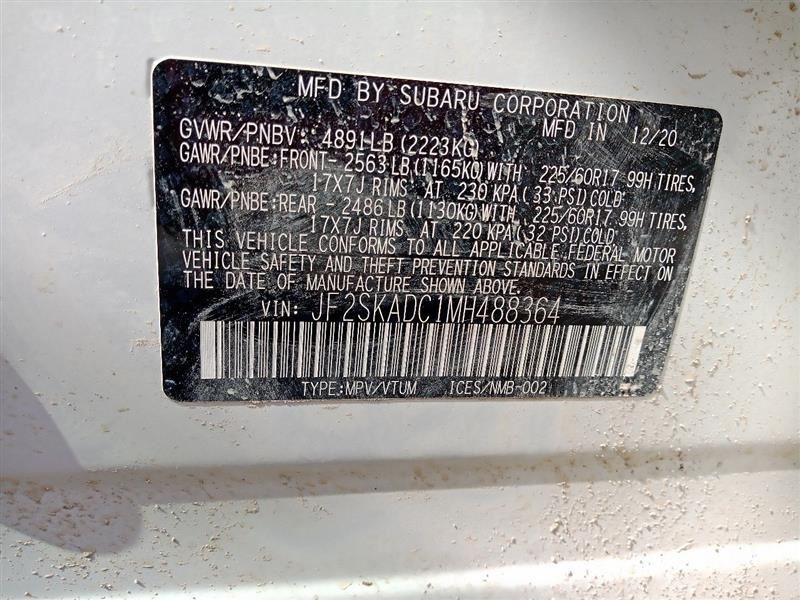 MFD BY SUBARU CORPORATION
MFD IN 12/20
GVWR/PNBV: 4891LB (2223KG)
GAWR/PNBE:FRONT- 2563LB(1165KG)WITH 225/60R17 99H TIRES,
17X7J RIMS AT 230 KPA(33 PSI)COLD
GAWR/PNBE:REAR - 2486LB(1130KG)WITH 225/60R17 99H TIRES,
17X7J RIMS AT 220 KPA(32 PSI)COLD
THIS VEHICLE CONFORMS TO ALL APPLICABLE FEDERAL MOTOR
VEHICLE SAFETY AND THEFT PREVENTION STANDARDS IN EFFECT ON
THE DATE OF MANUFACTURE SHOWN ABOVE.
VIN: JF2SKADC1MH488364
TYPE:MPV/VTUM ICES/NMB-002